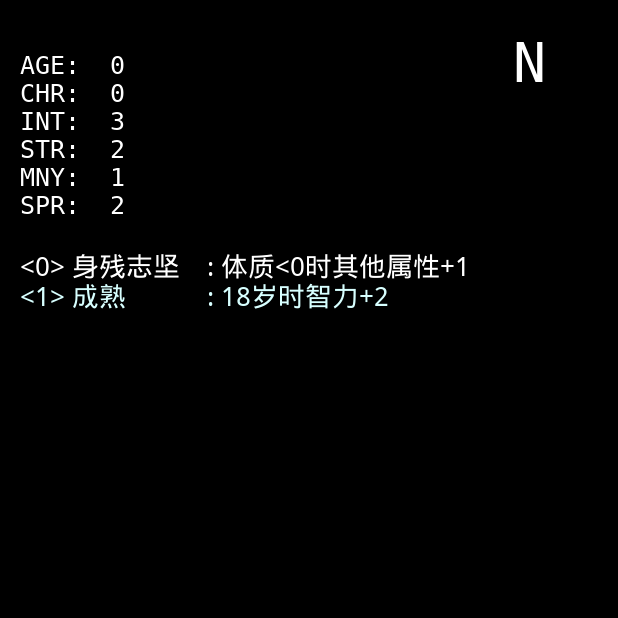 N
AGE: 0
CHR: 0
INT: 3
STR: 2
MNY: 1
SPR: 2
<0> 身残志坚 : 体质<0时其他属性+1
<1> 成熟 : 18岁时智力+2